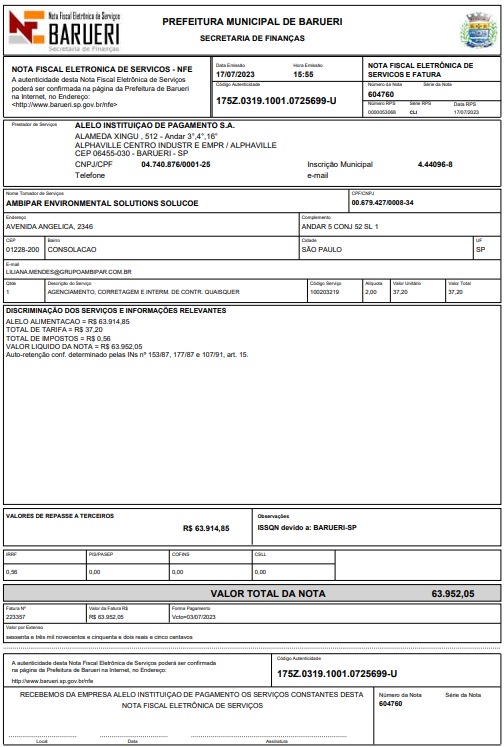 Nota Fiscal Eletrônica de Serviços
BARUERI
Secretaria de Finanças
PREFEITURA MUNICIPAL DE BARUERI
SECRETARIA DE FINANÇAS
NOTA FISCAL ELETRONICA DE SERVIÇOS - NFE
A autenticidade desta Nota Fiscal Eletrônica de Serviços
poderá ser confirmada na página da Prefeitura de Barueri
na Internet, no Endereço:
<http://www.barueri.sp.gov.br/nfe>
Data Emissão Hora Emissão
17/07/2023 15:55
Código Autenticidade
175Z.0319.1001.0725699-U
NOTA FISCAL ELETRÔNICA DE
SERVIÇOS E FATURA
Número da Nota Série da Nota
604760
Número RPS Série RPS Data RPS
0000053068 CLI 17/07/2023
Prestador de Serviços
ALELO INSTITUIÇAO DE PAGAMENTO S.A.
ALAMEDA XINGU , 512 - Andar 3°,4°,16°
ALPHAVILLE CENTRO INDUSTR E EMPR / ALPHAVILLE
CEP 06455-030 - BARUERI - SP
CNPJ/CPF 04.740.876/0001-25 Inscrição Municipal 4.44096-8
Telefone e-mail
Nome Tomador de Serviços CPF/CNPJ
AMBIPAR ENVIRONMENTAL SOLUTIONS SOLUCOE 00.679.427/0008-34
Endereço Complemento
AVENIDA ANGELICA, 2346 ANDAR 5 CONJ 52 SL 1
CEP Bairro Cidade UF
01228-200 CONSOLACAO SÃO PAULO SP
E-mail
LILIANA.MENDES@GRUPOAMBIPAR.COM.BR
Qtde Descrição do Serviço Código Serviço Alíquota Valor Unitário Valor Total
1 AGENCIAMENTO, CORRETAGEM E INTERM. DE CONTR. QUAISQUER 100203219 2,00 37,20 37,20
DISCRIMINAÇÃO DOS SERVIÇOS E INFORMAÇÕES RELEVANTES
ALELO ALIMENTACAO = R$ 63.914,85
TOTAL DE TARIFA = R$ 37,20
TOTAL DE IMPOSTOS = R$ 0,56
VALOR LIQUIDO DA NOTA = R$ 63.952,05
Auto-retenção conf. determinado pelas INs nº 153/87, 177/87 e 107/91, art. 15.
VALORES DE REPASSE A TERCEIROS
R$ 63.914,85
Observações
ISSQN devido a: BARUERI-SP
IRRF PIS/PASEP COFINS CSLL
0,56 0,00 0,00 0,00
VALOR TOTAL DA NOTA 63.952,05
Fatura Nº Valor da Fatura R$ Forma Pagamento
223357 R$ 63.952,05 Vcto=03/07/2023
Valor por Extenso
sessenta e três mil novecentos e cinquenta e dois reais e cinco centavos
A autenticidade desta Nota Fiscal Eletrônica de Serviços poderá ser confirmada
na página da Prefeitura de Barueri na Internet, no Endereço:
http://www.barueri.sp.gov.br/nfe
Código Autenticidade
175Z.0319.1001.0725699-U
RECEBEMOS DA EMPRESA ALELO INSTITUIÇAO DE PAGAMENTO OS SERVIÇOS CONSTANTES DESTA
NOTA FISCAL ELETRÔNICA DE SERVIÇOS
Número da Nota Série da Nota
604760
Local Data Assinatura